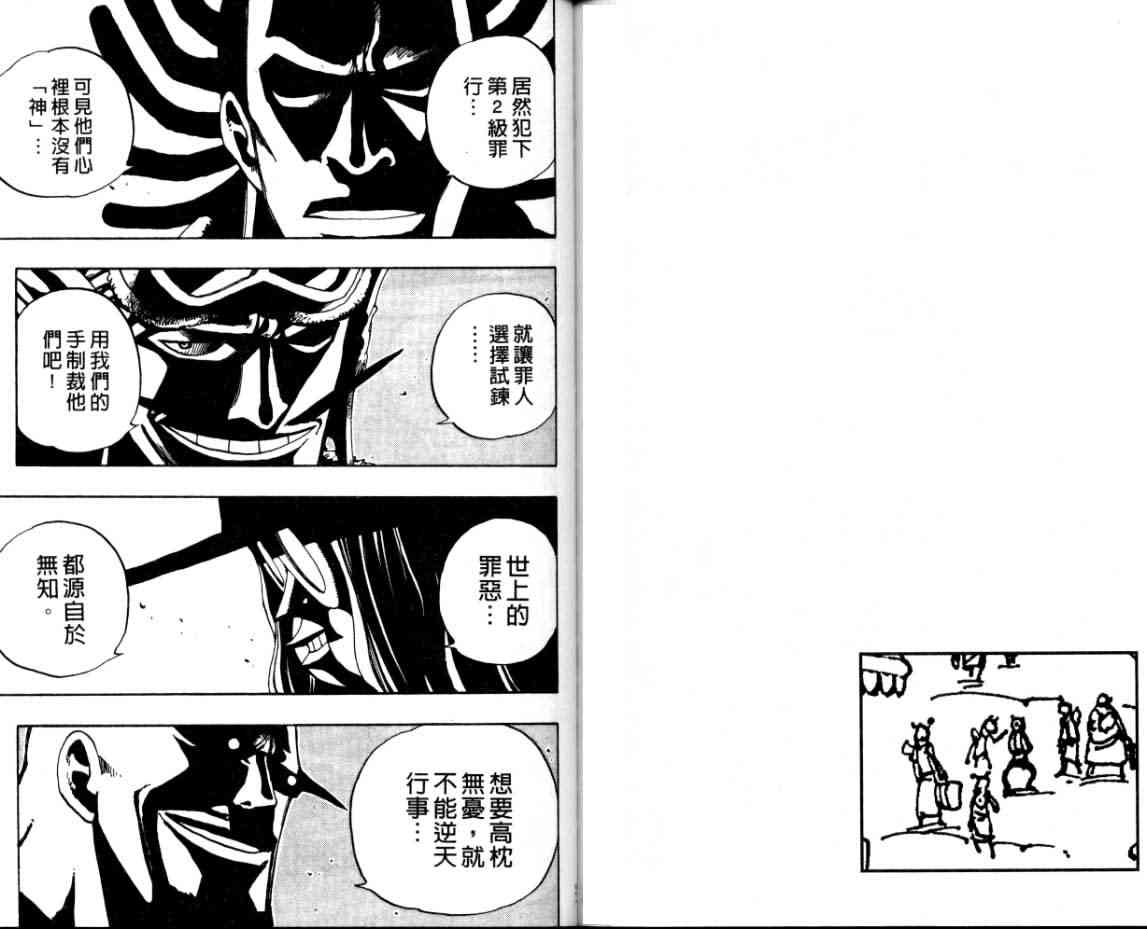 居然犯下
第2級罪
行…
可見他們心
裡根本沒有
「神」…
就讓罪人
選擇試鍊
……
用我們的
手制裁他
們吧！
世上的
罪惡…
都源自於
無知。
想要高枕
無憂，就
不能逆天
行事…